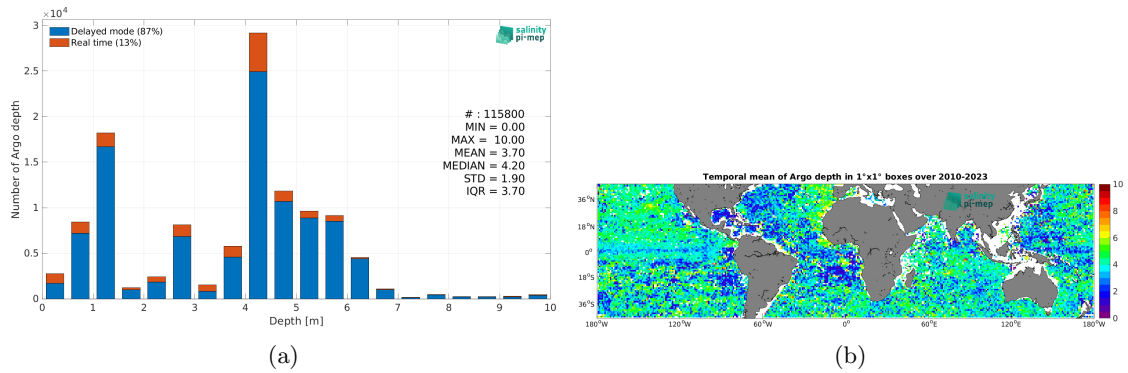 ×10⁴
3
2.5
2
1.5
1
0.5
0
Number of Argo depth
Delayed mode (87%)
Real time (13%)
salinity
pi-mep
# : 115800
MIN = 0.00
MAX = 10.00
MEAN = 3.70
MEDIAN = 4.20
STD = 1.90
IQR = 3.70
0 1 2 3 4 5 6 7 8 9 10
Depth [m]
(a)
Temporal mean of Argo depth in 1°x1° boxes over 2010-2023
salinity
pi-mep
36°N
18°N
0°
18°S
36°S
180°W 120°W 60°W 0° 60°E 120°E 180°W
10
8
6
4
2
0
(b)